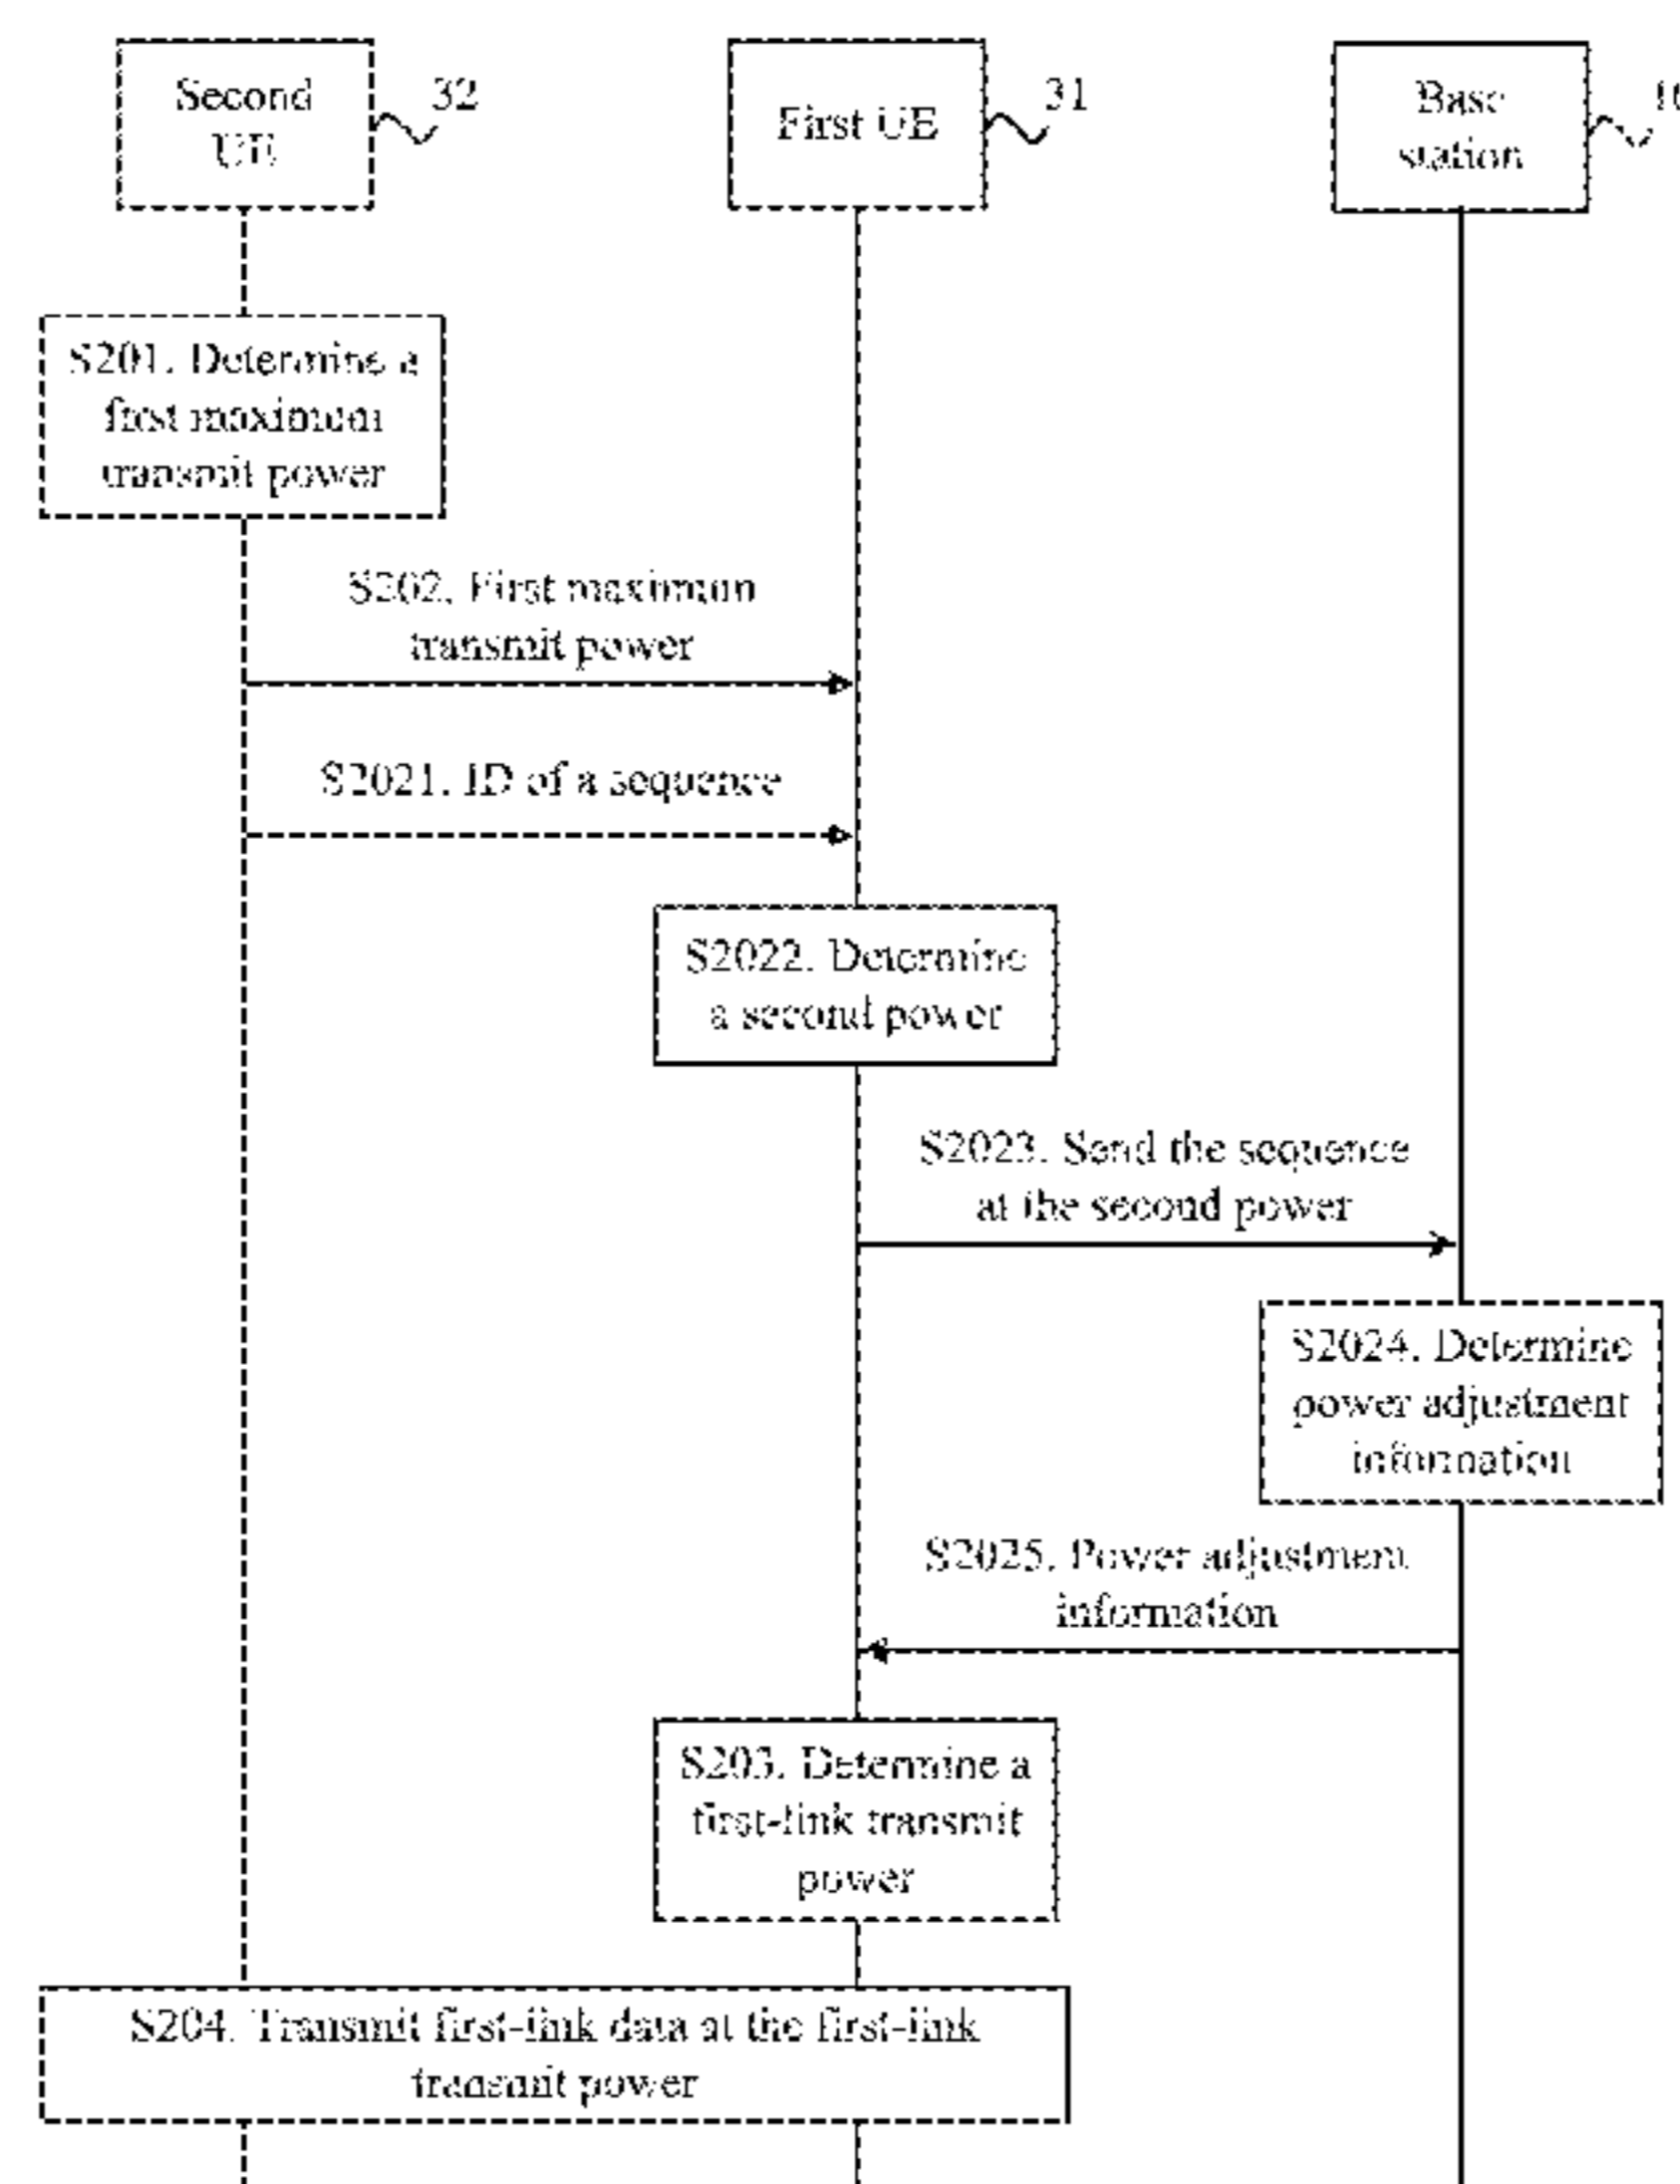 Second
UE
32
First UE
31
Base
station
S201. Determine a
first maximum
transmit power
S202. First maximum
transmit power
S2021. ID of a sequence
S2022. Determine
a second power
S2023. Send the sequence
at the second power
S2024. Determine
power adjustment
information
S2025. Power adjustment
information
S203. Determine a
first-link transmit
power
S204. Transmit first-link data at the first-link
transmit power